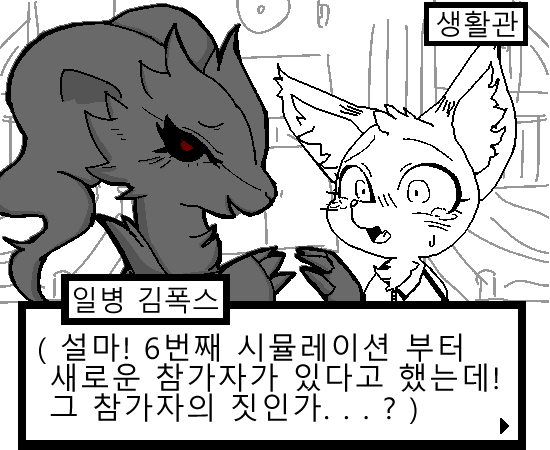 생활관
일병 김폭스
( 설마! 6번째 시뮬레이션 부터
새로운 참가자가 있다고 했는데!
그 참가자의 짓인가. . . ? )